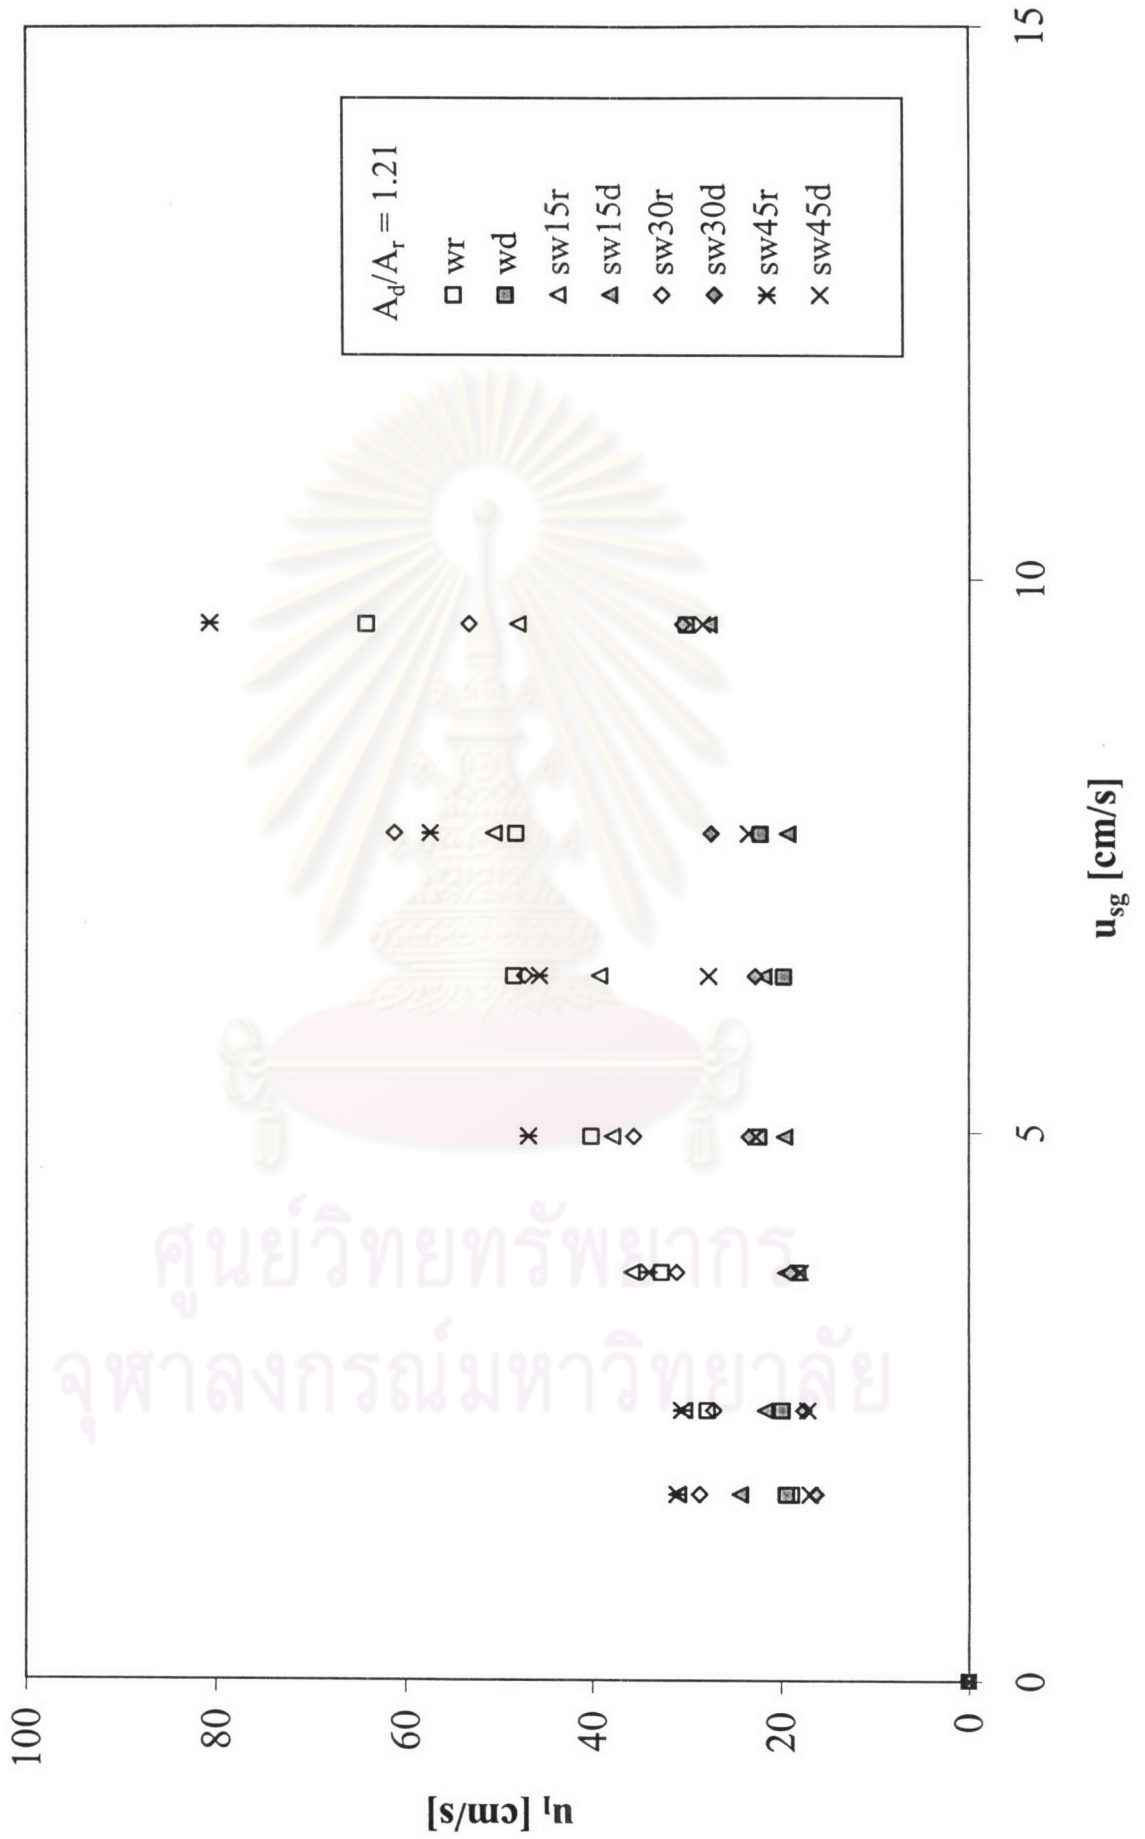 100
80
60
40
20
0
u_l [cm/s]
0
5
10
15
u_sg [cm/s]
A_d/A_r = 1.21
wr
wd
sw15r
sw15d
sw30r
sw30d
sw45r
sw45d
ศูนย์วิทยทรัพยากร
จุฬาลงกรณ์มหาวิทยาลัย